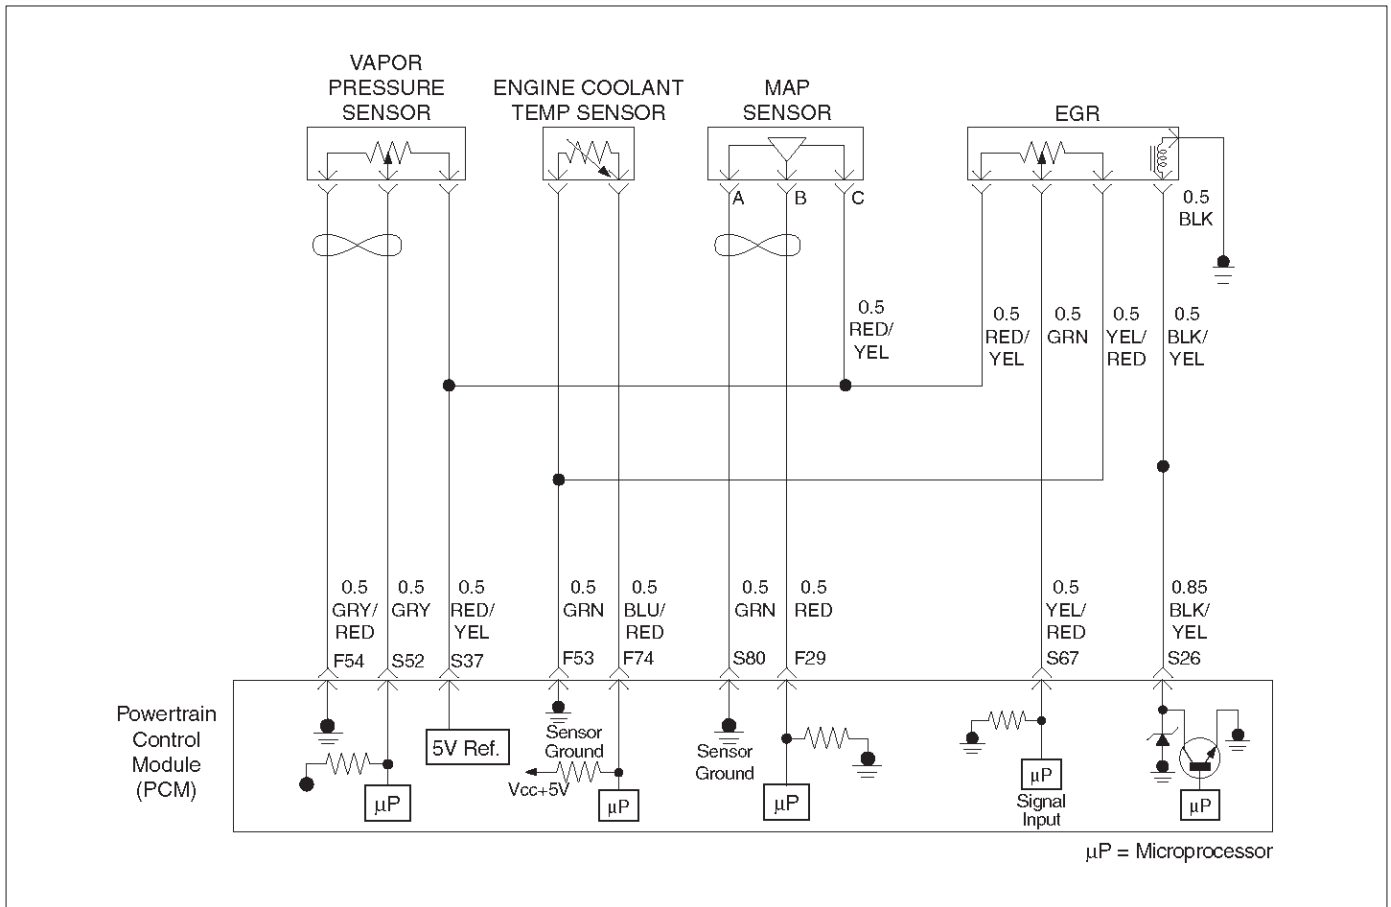 VAPOR
PRESSURE
SENSOR
ENGINE COOLANT
TEMP SENSOR
MAP
SENSOR
EGR
A
B
C
0.5
BLK
0.5
RED/
YEL
0.5
RED/
YEL
0.5
GRN
0.5
YEL/
RED
0.5
BLK/
YEL
0.5
GRY/
RED
0.5
GRY
0.5
RED/
YEL
0.5
GRN
0.5
BLU/
RED
0.5
GRN
0.5
RED
0.5
YEL/
RED
0.85
BLK/
YEL
F54
S52
S37
F53
F74
S80
F29
S67
S26
Powertrain
Control
Module
(PCM)
5V Ref.
Sensor
Ground
Vcc+5V
Sensor
Ground
µP
µP
µP
µP
Signal
Input
µP
µP = Microprocessor